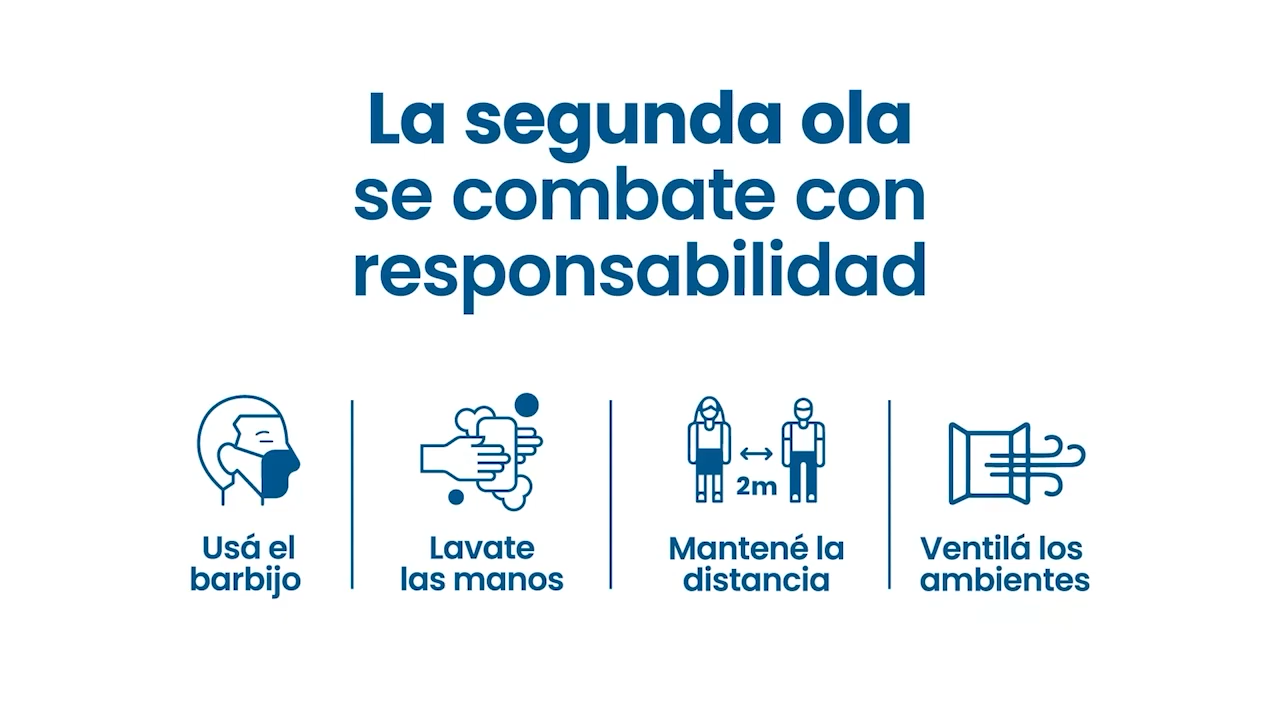 La segunda ola
se combate con
responsabilidad
2m
Usá el
barbijo
Lavate
las manos
Mantené la
distancia
Ventilá los
ambientes